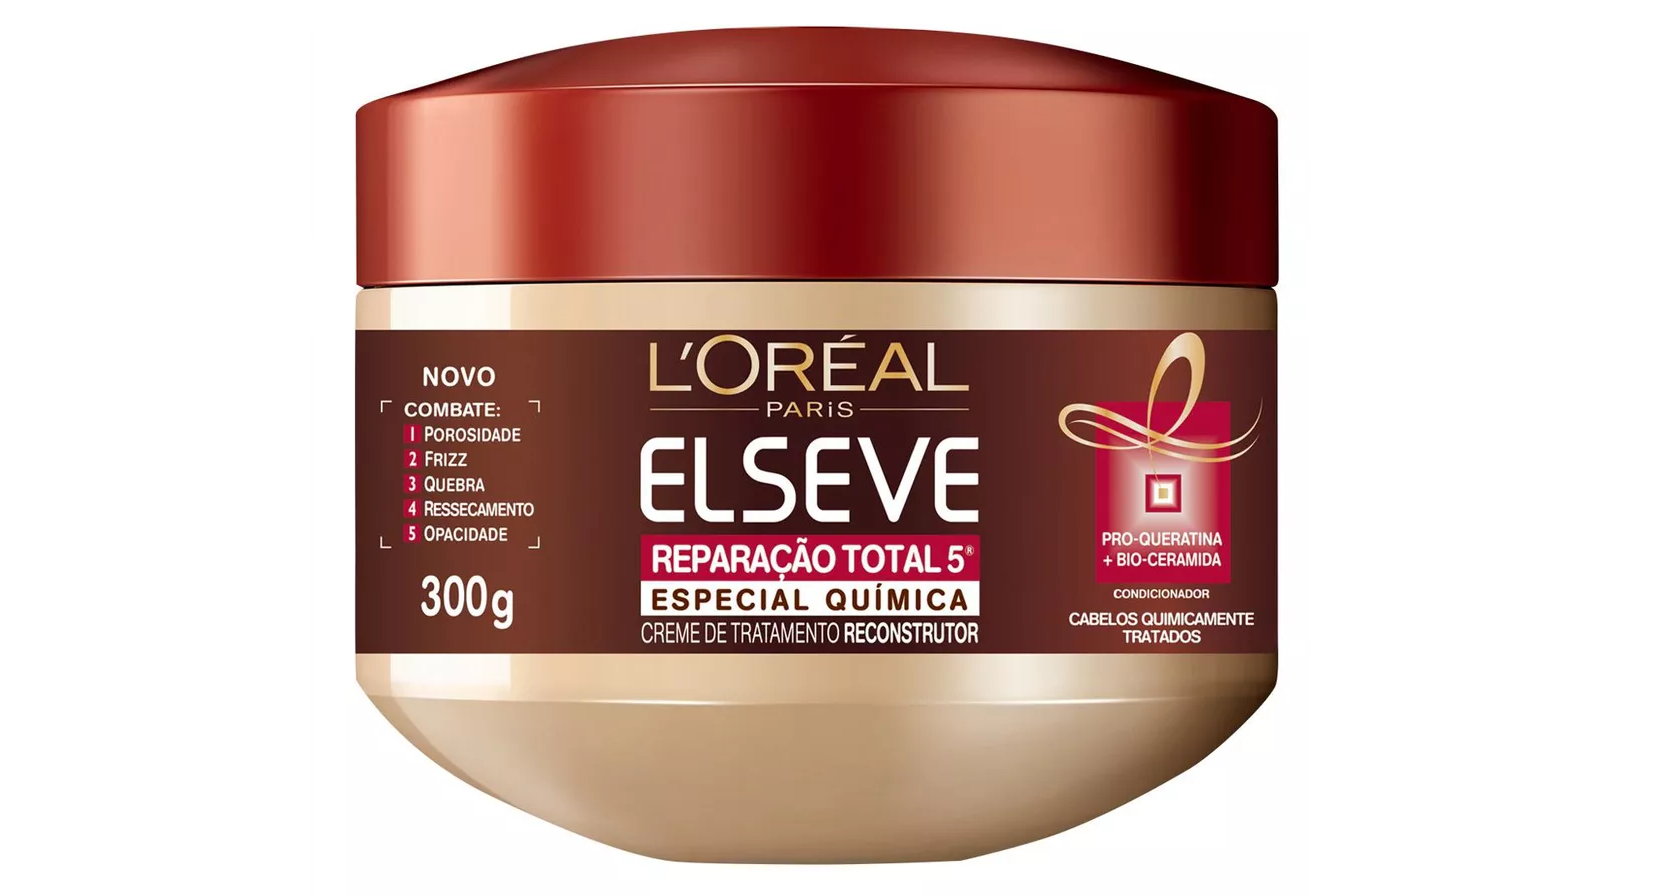 NOVO
COMBATE:
1 POROSIDADE
2 FRIZZ
3 QUEBRA
4 RESSECAMENTO
5 OPACIDADE
300g
L'ORÉAL
PARiS
ELSEVE
REPARAÇÃO TOTAL 5®
ESPECIAL QUÍMICA
CREME DE TRATAMENTO RECONSTRUTOR
PRO-QUERATINA
+ BIO-CERAMIDA
CONDICIONADOR
CABELOS QUIMICAMENTE
TRATADOS